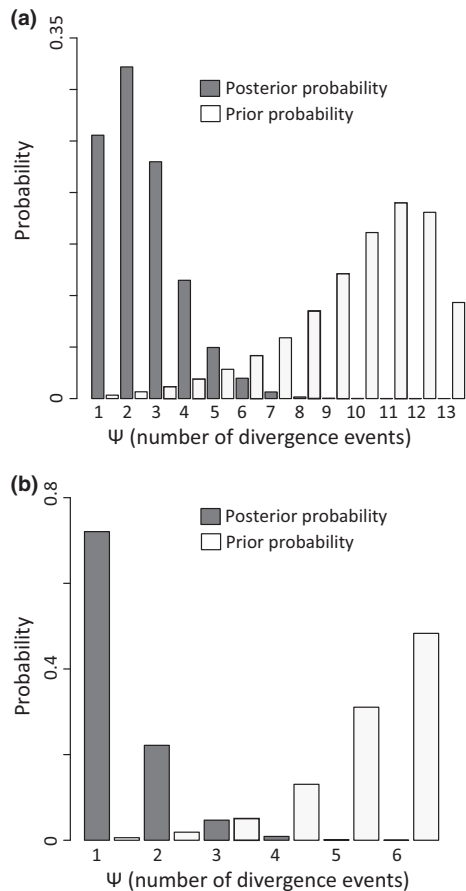 (a)
0.35
Posterior probability
Prior probability
Probability
0
1 2 3 4 5 6 7 8 9 10 11 12 13
Ψ (number of divergence events)
(b)
0.8
Posterior probability
Prior probability
Probability
0.4
0
1 2 3 4 5 6
Ψ (number of divergence events)